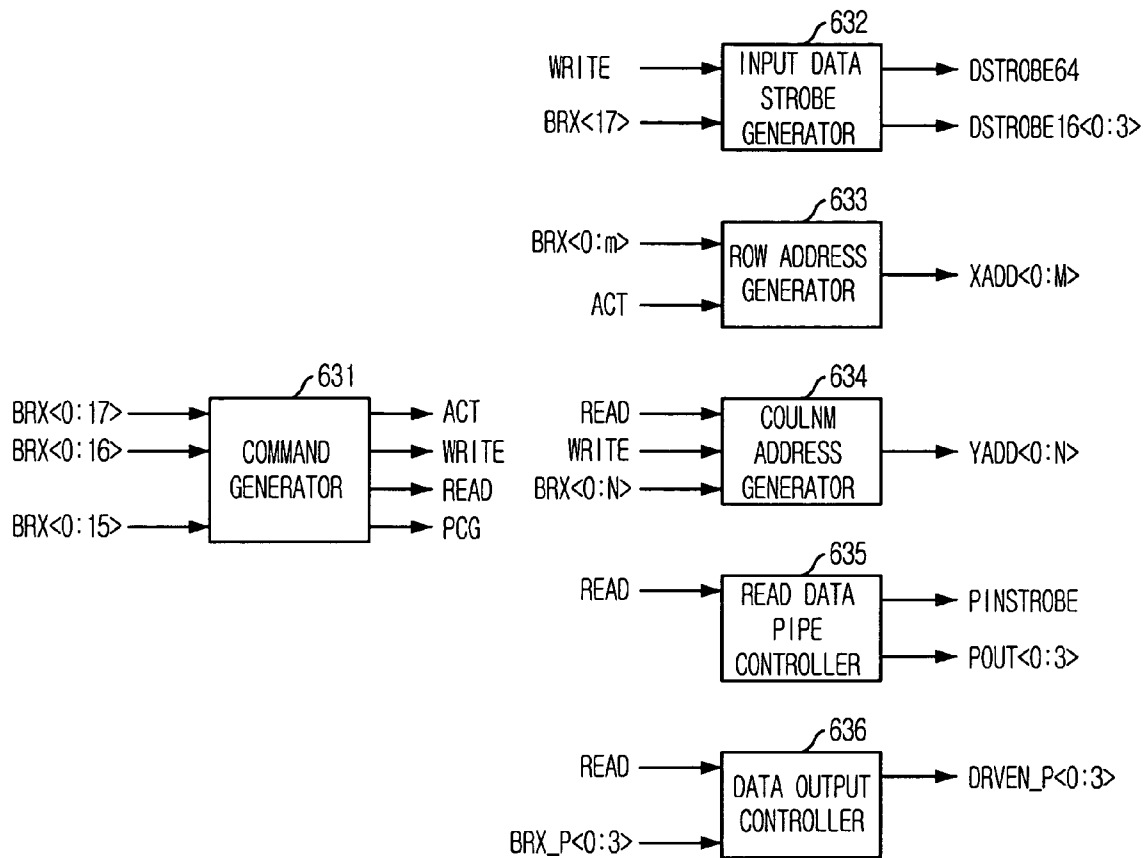 632
WRITE
INPUT DATA
STROBE
GENERATOR
DSTROBE64
BRX<17>
DSTROBE16<0:3>
633
BRX<0:m>
ROW ADDRESS
GENERATOR
XADD<0:M>
ACT
631
BRX<0:17>
BRX<0:16>
BRX<0:15>
COMMAND
GENERATOR
ACT
WRITE
READ
PCG
634
READ
WRITE
BRX<0:N>
COULNM
ADDRESS
GENERATOR
YADD<0:N>
635
READ
READ DATA
PIPE
CONTROLLER
PINSTROBE
POUT<0:3>
636
READ
BRX_P<0:3>
DATA OUTPUT
CONTROLLER
DRVEN_P<0:3>